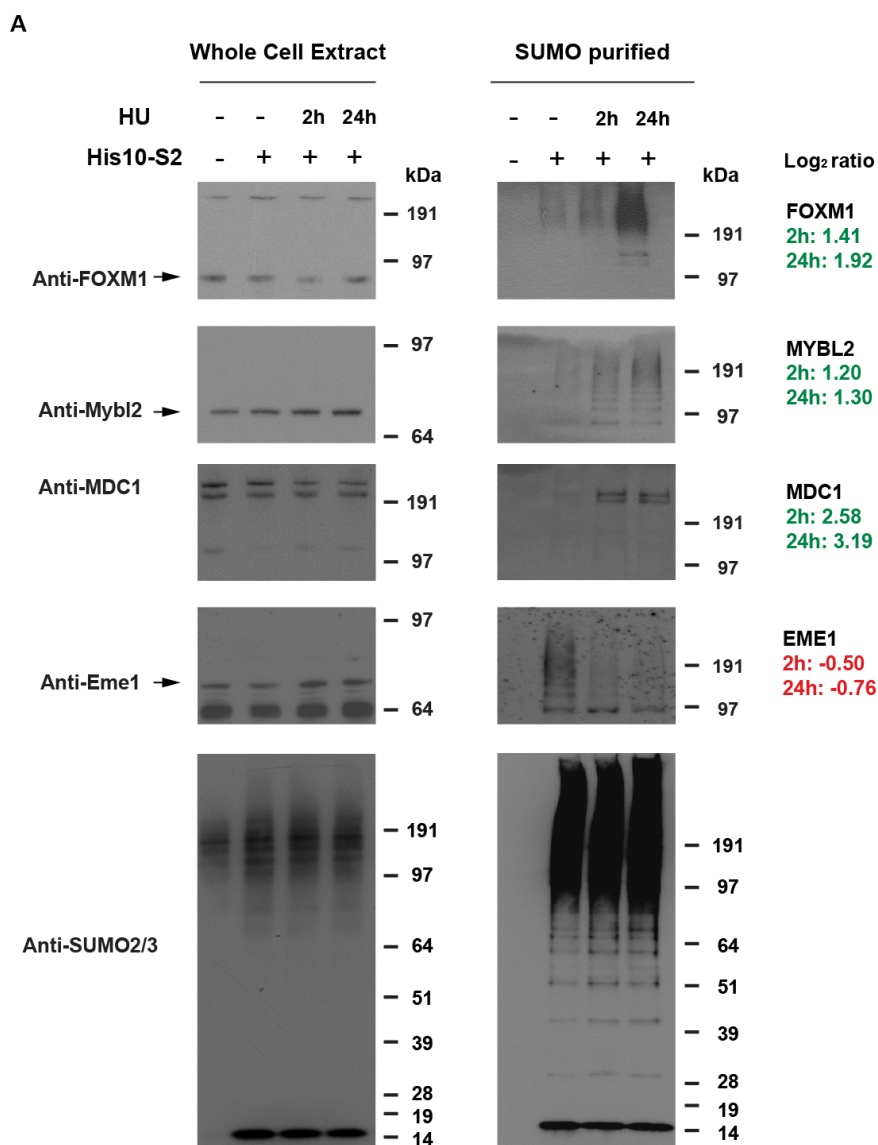 A
Whole Cell Extract SUMO purified
HU - - 2h 24h - - 2h 24h
His10-S2 - + + + - + + + Log₂ ratio
kDa kDa
Anti-FOXM1
191
97
191
97
FOXM1
2h: 1.41
24h: 1.92
Anti-Mybl2
97
64
191
97
MYBL2
2h: 1.20
24h: 1.30
Anti-MDC1
191
97
191
97
MDC1
2h: 2.58
24h: 3.19
Anti-Eme1
97
64
191
97
EME1
2h: -0.50
24h: -0.76
Anti-SUMO2/3
191
97
64
51
39
28
19
14
191
97
64
51
39
28
19
14